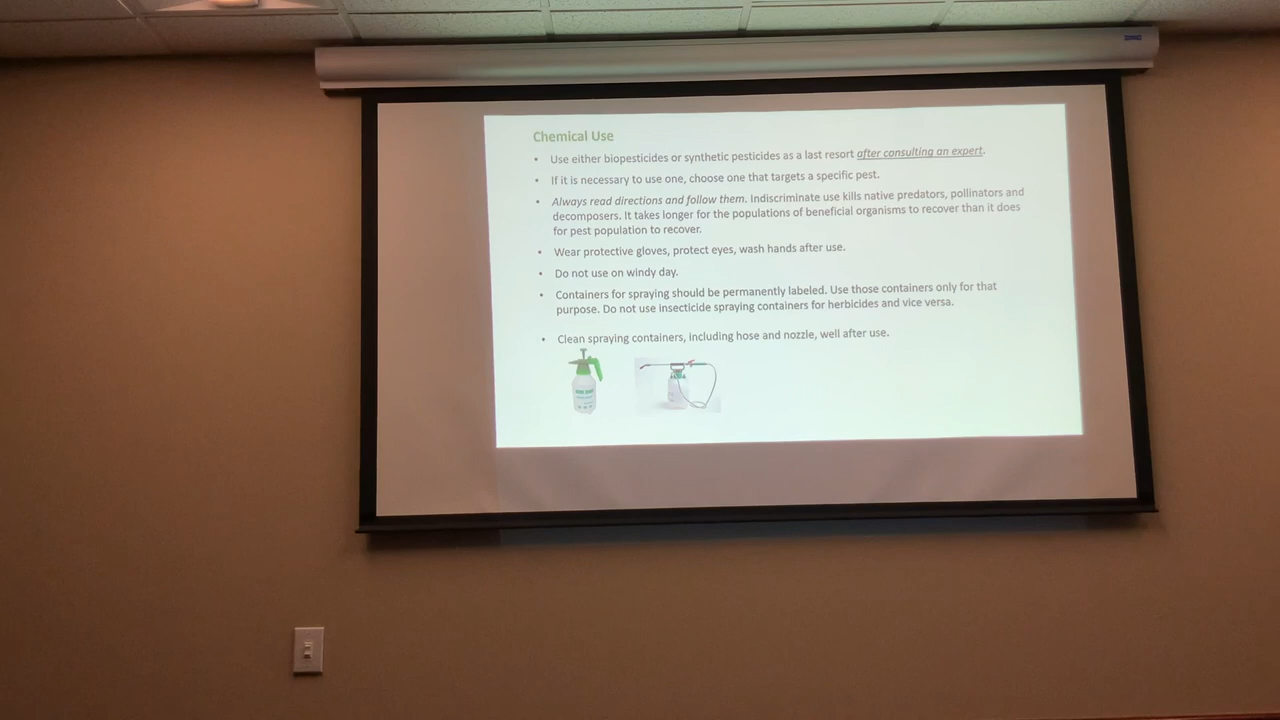 Chemical Use
• Use either biopesticides or synthetic pesticides as a last resort after consulting an expert.
• If it is necessary to use one, choose one that targets a specific pest.
• Always read directions and follow them. Indiscriminate use kills native predators, pollinators and
decomposers. It takes longer for the populations of beneficial organisms to recover than it does
for pest population to recover.
• Wear protective gloves, protect eyes, wash hands after use.
• Do not use on windy day.
• Containers for spraying should be permanently labeled. Use those containers only for that
purpose. Do not use insecticide spraying containers for herbicides and vice versa.
• Clean spraying containers, including hose and nozzle, well after use.